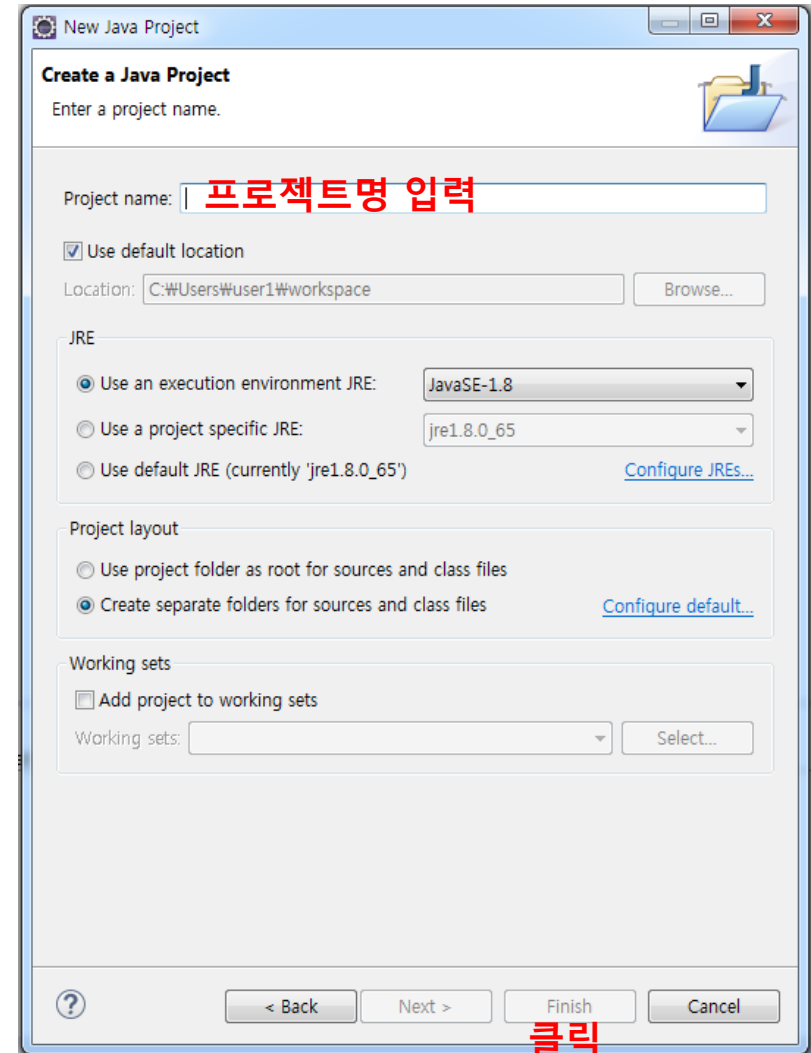 New Java Project
Create a Java Project
Enter a project name.
Project name: 프로젝트명 입력
Use default location
Location: C:₩Users₩user1₩workspace Browse...
JRE
Use an execution environment JRE: JavaSE-1.8
Use a project specific JRE: jre1.8.0_65
Use default JRE (currently 'jre1.8.0_65') Configure JREs...
Project layout
Use project folder as root for sources and class files
Create separate folders for sources and class files Configure default...
Working sets
Add project to working sets
Working sets: Select...
? < Back Next > Finish Cancel
클릭